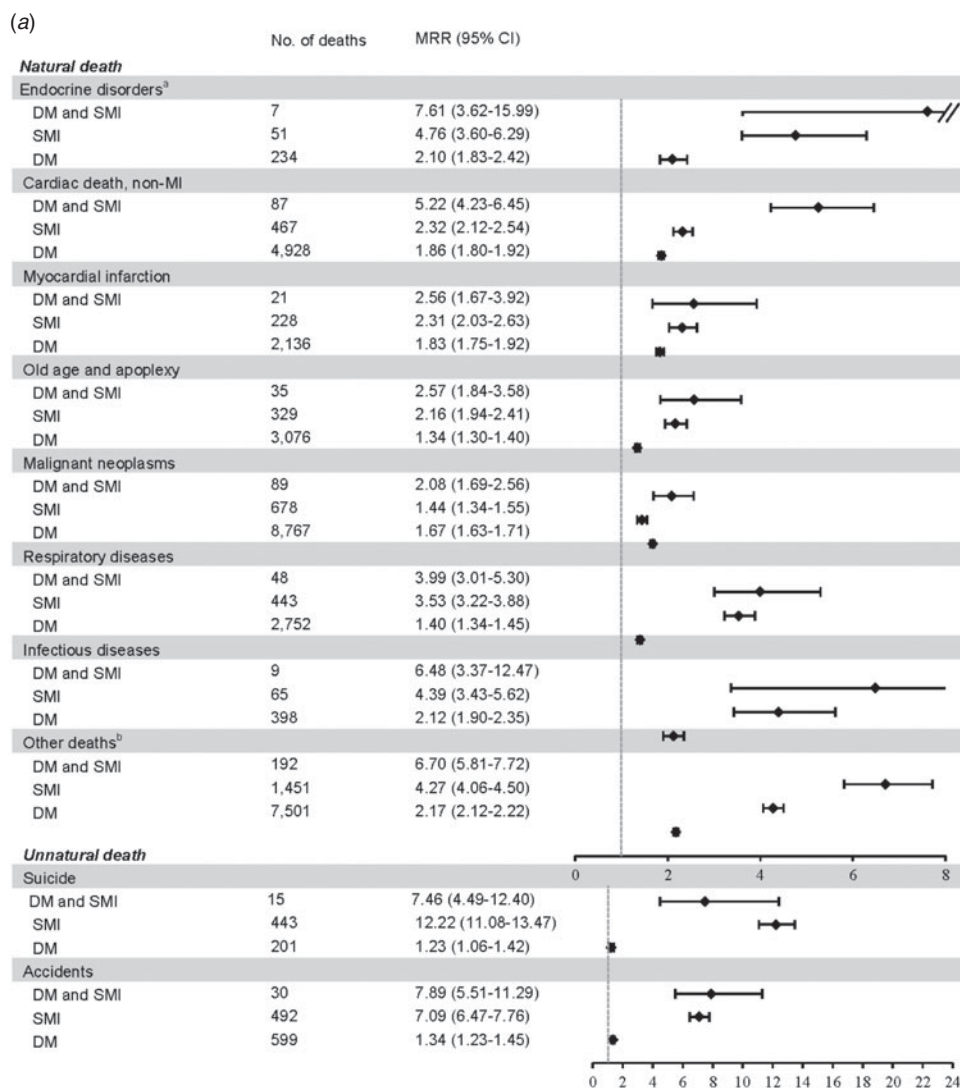 (a)
No. of deaths MRR (95% CI)
Natural death
Endocrine disordersᵃ
DM and SMI 7 7.61 (3.62-15.99)
SMI 51 4.76 (3.60-6.29)
DM 234 2.10 (1.83-2.42)
Cardiac death, non-MI
DM and SMI 87 5.22 (4.23-6.45)
SMI 467 2.32 (2.12-2.54)
DM 4,928 1.86 (1.80-1.92)
Myocardial infarction
DM and SMI 21 2.56 (1.67-3.92)
SMI 228 2.31 (2.03-2.63)
DM 2,136 1.83 (1.75-1.92)
Old age and apoplexy
DM and SMI 35 2.57 (1.84-3.58)
SMI 329 2.16 (1.94-2.41)
DM 3,076 1.34 (1.30-1.40)
Malignant neoplasms
DM and SMI 89 2.08 (1.69-2.56)
SMI 678 1.44 (1.34-1.55)
DM 8,767 1.67 (1.63-1.71)
Respiratory diseases
DM and SMI 48 3.99 (3.01-5.30)
SMI 443 3.53 (3.22-3.88)
DM 2,752 1.40 (1.34-1.45)
Infectious diseases
DM and SMI 9 6.48 (3.37-12.47)
SMI 65 4.39 (3.43-5.62)
DM 398 2.12 (1.90-2.35)
Other deathsᵇ
DM and SMI 192 6.70 (5.81-7.72)
SMI 1,451 4.27 (4.06-4.50)
DM 7,501 2.17 (2.12-2.22)
Unnatural death
0 2 4 6 8
Suicide
DM and SMI 15 7.46 (4.49-12.40)
SMI 443 12.22 (11.08-13.47)
DM 201 1.23 (1.06-1.42)
Accidents
DM and SMI 30 7.89 (5.51-11.29)
SMI 492 7.09 (6.47-7.76)
DM 599 1.34 (1.23-1.45)
0 2 4 6 8 10 12 14 16 18 20 22 24